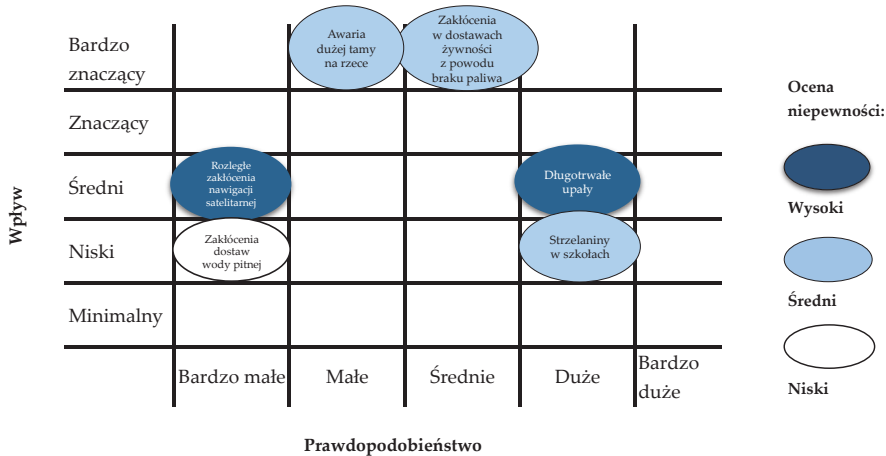 Bardzo
znaczący
Awaria
dużej tamy
na rzece
Zakłócenia
w dostawach
żywności
z powodu
braku paliwa
Znaczący
Średni
Rozległe
zakłócenia
nawigacji
satelitarnej
Długotrwałe
upały
Niski
Zakłócenia
dostaw
wody pitnej
Strzelaniny
w szkołach
Minimalny
Bardzo małe
Małe
Średnie
Duże
Bardzo
duże
Wpływ
Prawdopodobieństwo
Ocena
niepewności:
Wysoki
Średni
Niski